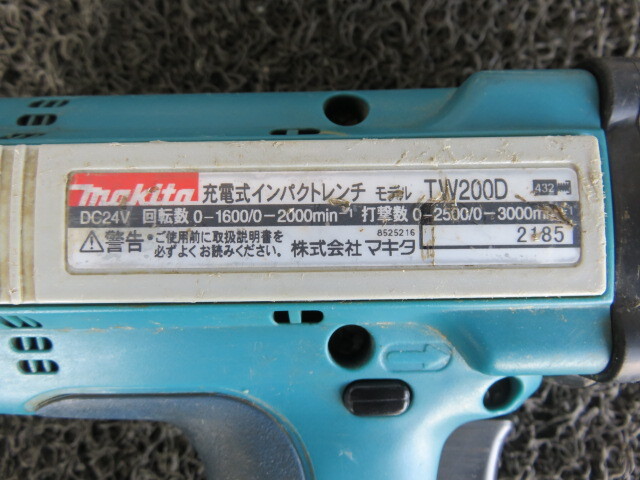 makita 充電式インパクトレンチ モデル TW200D 432
DC24V 回転数 0-1600/0-2000min⁻¹ 打撃数 0-2500/0-3000min⁻¹
⚠警告・ご使用前に取扱説明書を
必ずよくお読みください。
株式会社 マキタ
8525216
2185